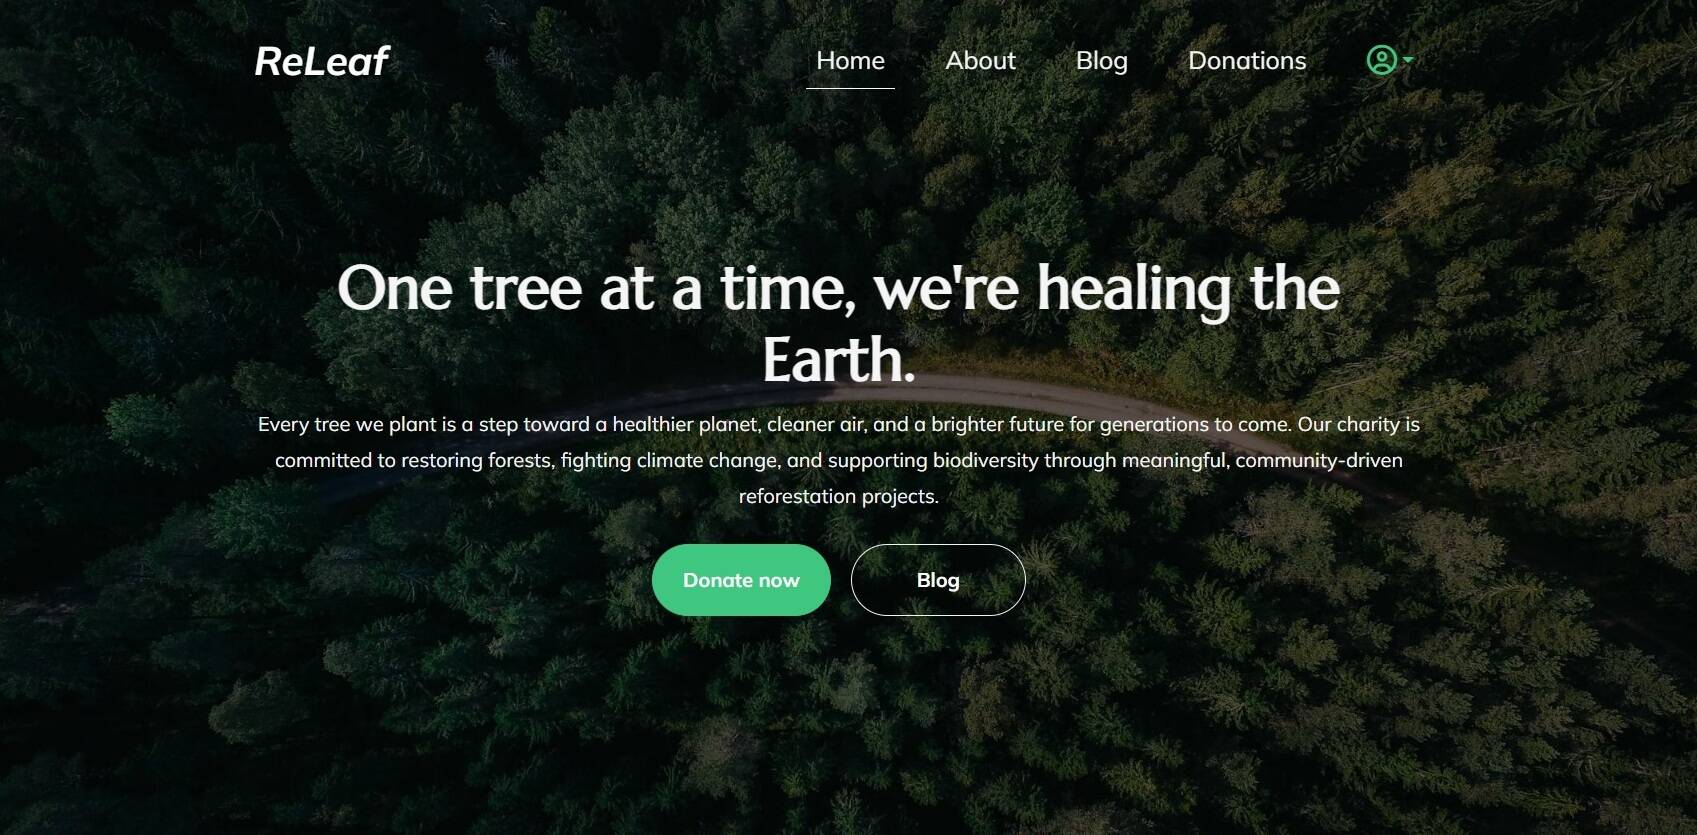 ReLeaf
Home
About
Blog
Donations
One tree at a time, we're healing the
Earth.
Every tree we plant is a step toward a healthier planet, cleaner air, and a brighter future for generations to come. Our charity is
committed to restoring forests, fighting climate change, and supporting biodiversity through meaningful, community-driven
reforestation projects.
Donate now
Blog